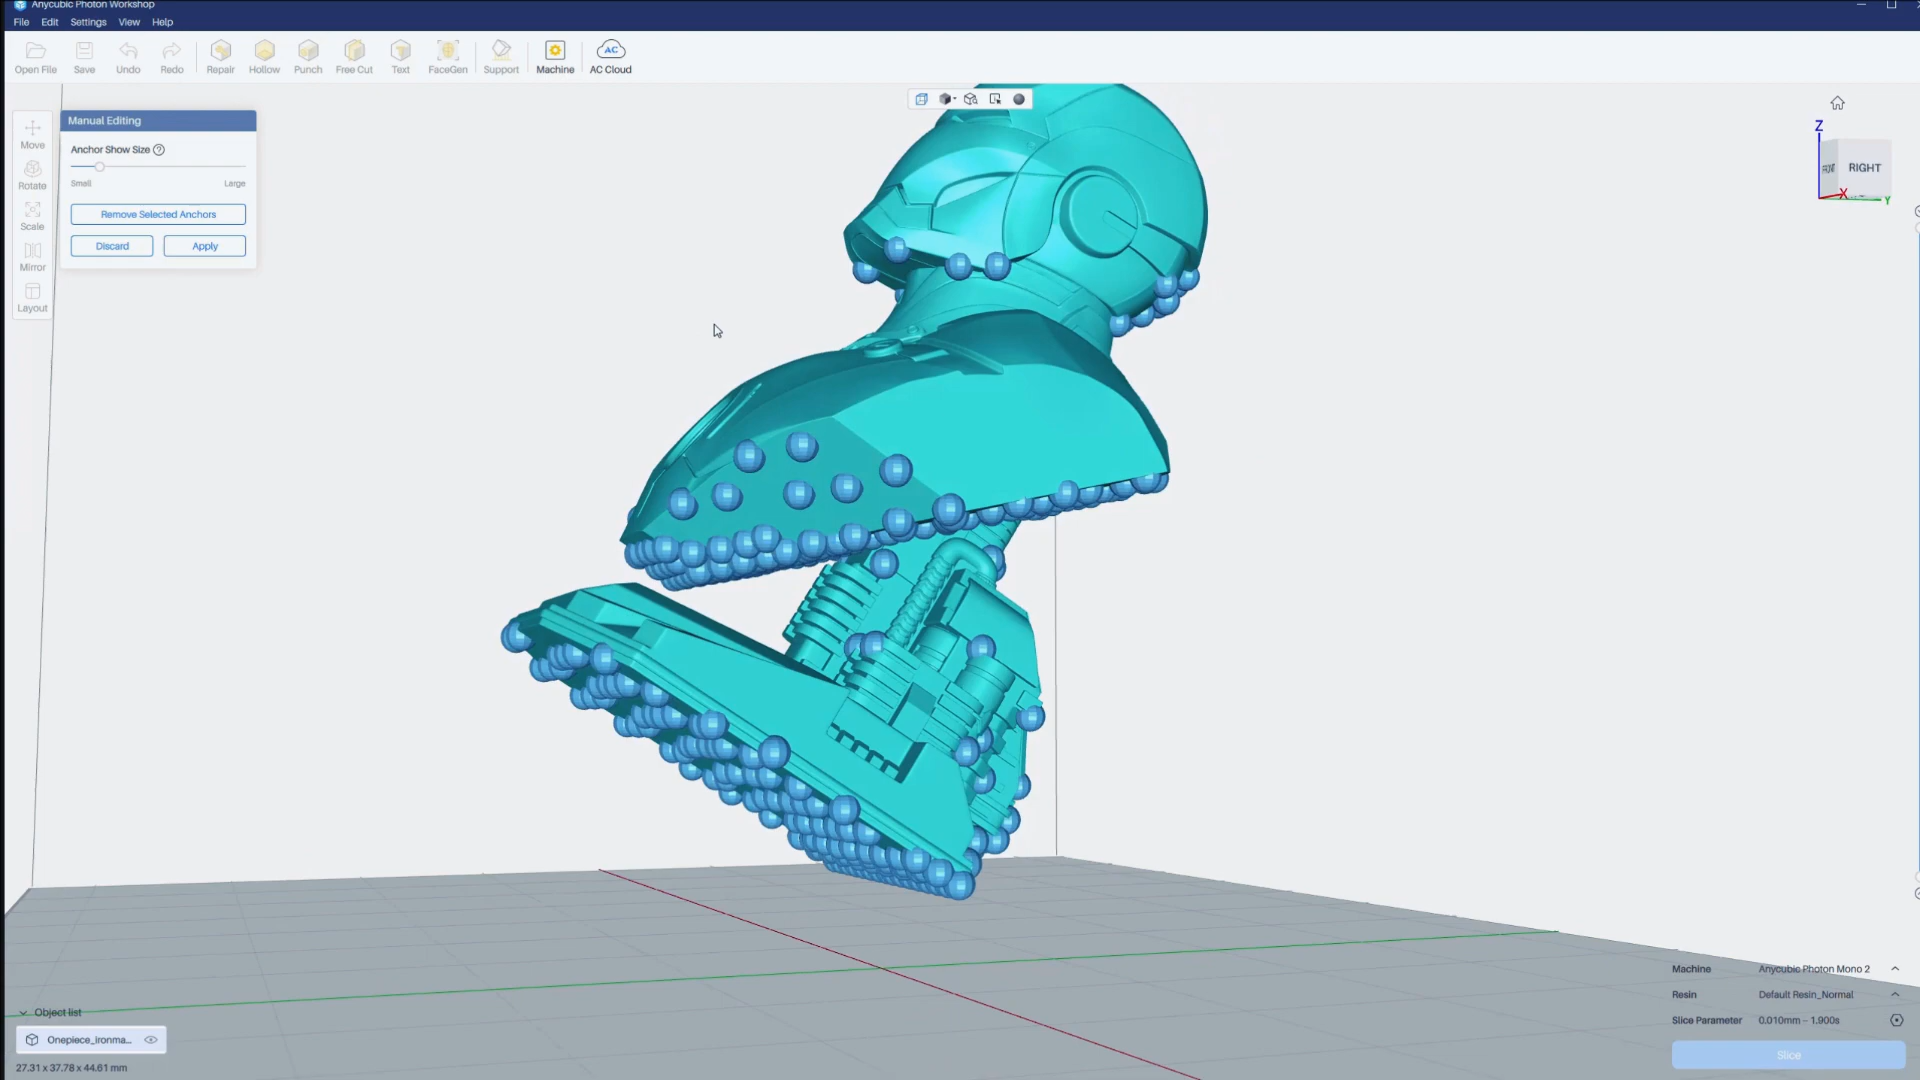 Anycubic Photon Workshop
File Edit Settings View Help
Open File Save Undo Redo Repair Hollow Punch Free Cut Text FaceGen Support Machine AC Cloud
AC
Manual Editing
Anchor Show Size ?
Small Large
Remove Selected Anchors
Discard Apply
Move
Rotate
Scale
Mirror
Layout
Z
FRONT RIGHT
X
Y
Machine Anycubic Photon Mono 2
Resin Default Resin_Normal
Slice Parameter 0.010mm ~ 1.900s
Slice
Object list
Onepiece_ironma...
27.31 x 37.78 x 44.61 mm